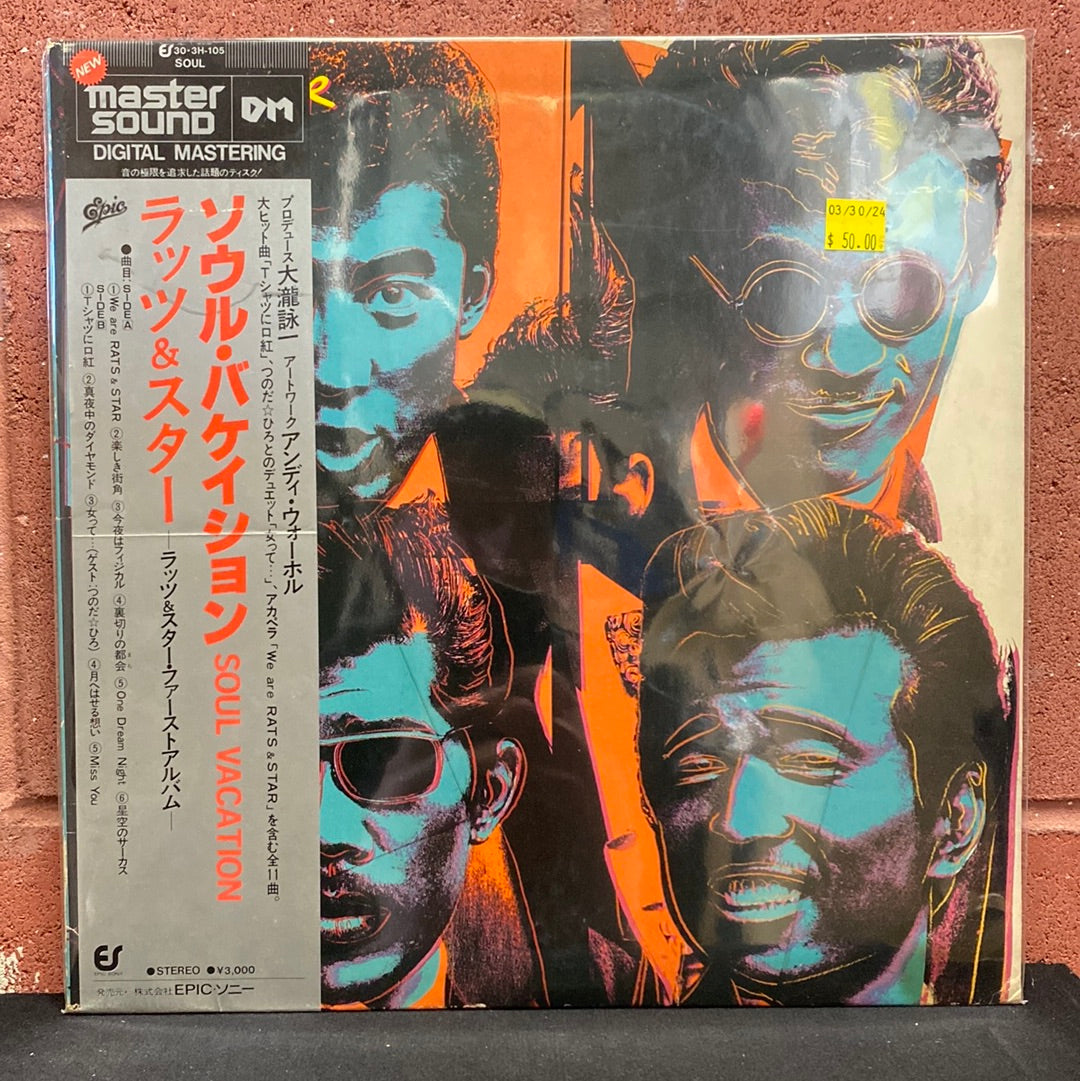 NEW
ES 30・3H-105
SOUL
master
SOUND
DM
DIGITAL MASTERING
音の極限を追求した話題のディスク!
プロデュース 大瀧詠一 アートワーク アンディ・ウォーホル
大ヒット曲「Tシャツに口紅」、つのだ☆ひろとのデュエット「女って…」、アカペラ「We are RATS & STAR」を含む全11曲。
ソウル・バケイション SOUL VACATION
ラッツ&スター —ラッツ&スター・ファーストアルバム—
Epic
●曲目:SIDE A
①We are RATS & STAR ②楽しき街角 ③今夜はフィジカル ④裏切りの都会 ⑤One Dream Night ⑥星空のサーカス
まち
SIDE B
①Tシャツに口紅 ②真夜中のダイヤモンド ③女って…(ゲスト:つのだ☆ひろ) ④月へはせる想い ⑤Miss You
ES
EPIC SONY
●STEREO ●¥3,000
発売元・株式会社 EPIC・ソニー
R
03/30/24
$ 50.00